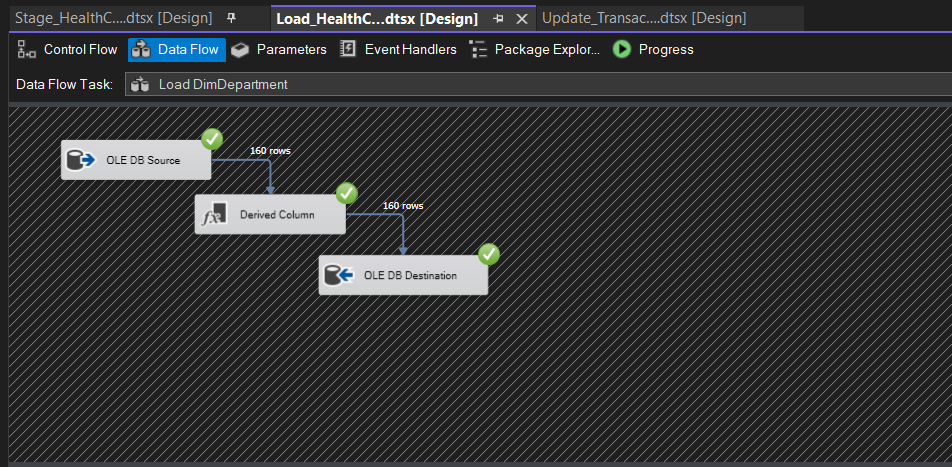 Stage_HealthC....dtsx [Design]
Load_HealthC...dtsx [Design]
Update_Transac....dtsx [Design]
Control Flow
Data Flow
Parameters
Event Handlers
Package Explor...
Progress
Data Flow Task:
Load DimDepartment
OLE DB Source
160 rows
fx
Derived Column
160 rows
OLE DB Destination